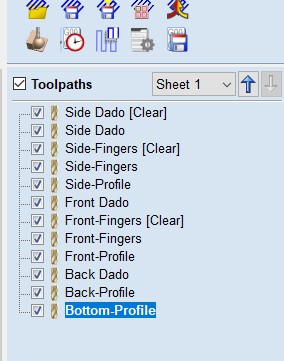 Toolpaths Sheet 1
Side Dado [Clear]
Side Dado
Side-Fingers [Clear]
Side-Fingers
Side-Profile
Front Dado
Front-Fingers [Clear]
Front-Fingers
Front-Profile
Back Dado
Back-Profile
Bottom-Profile